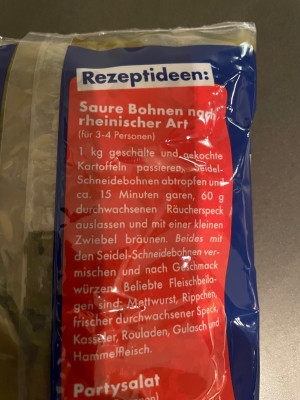 Rezeptideen:
Saure Bohnen nach
rheinischer Art
(für 3-4 Personen)
1 kg geschälte und gekochte
Kartoffeln passieren, Seidel-
Schneidebohnen abtropfen und
ca. 15 Minuten garen, 60 g
durchwachsenen Räucherspeck
auslassen und mit einer kleinen
Zwiebel bräunen. Beides mit
den Seidel-Schneidebohnen ver-
mischen und nach Geschmack
würzen. Beliebte Fleischbeila-
gen sind: Mettwurst, Rippchen,
frischer durchwachsener Speck,
Kasseler, Rouladen, Gulasch und
Hammelfleisch.
Partysalat